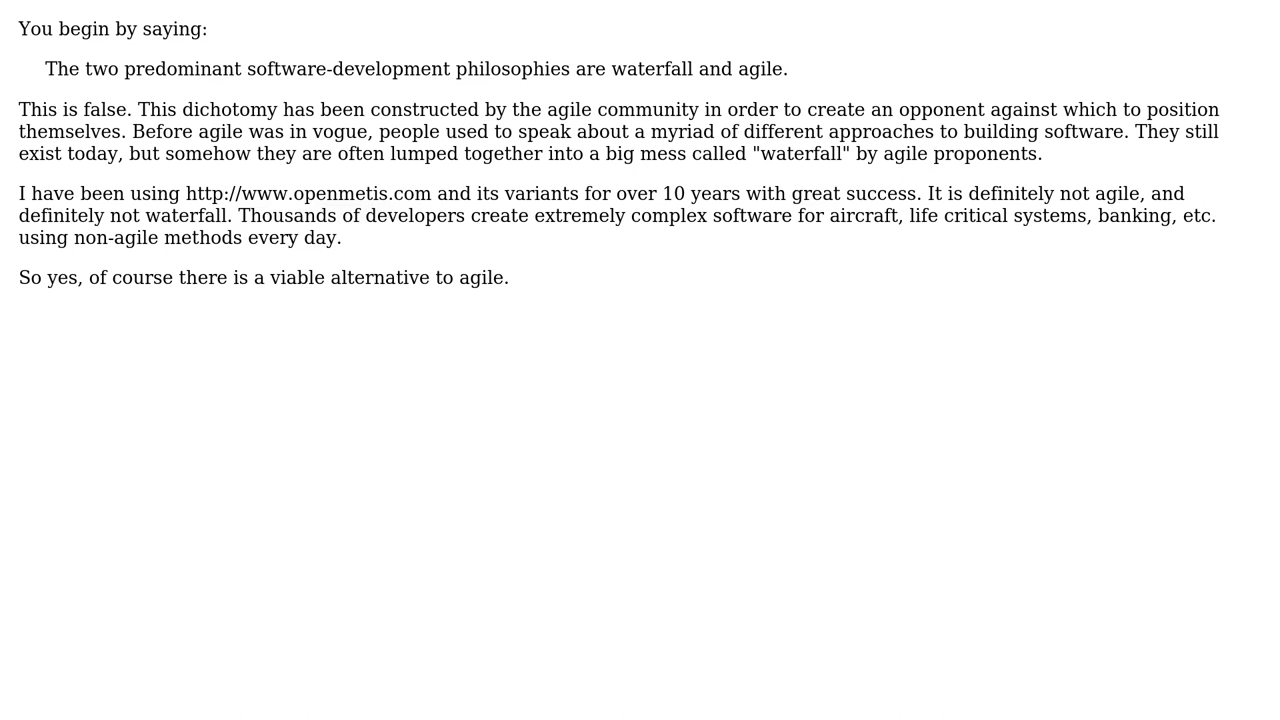 You begin by saying:
The two predominant software-development philosophies are waterfall and agile.
This is false. This dichotomy has been constructed by the agile community in order to create an opponent against which to position
themselves. Before agile was in vogue, people used to speak about a myriad of different approaches to building software. They still
exist today, but somehow they are often lumped together into a big mess called "waterfall" by agile proponents.
I have been using http://www.openmetis.com and its variants for over 10 years with great success. It is definitely not agile, and
definitely not waterfall. Thousands of developers create extremely complex software for aircraft, life critical systems, banking, etc.
using non-agile methods every day.
So yes, of course there is a viable alternative to agile.